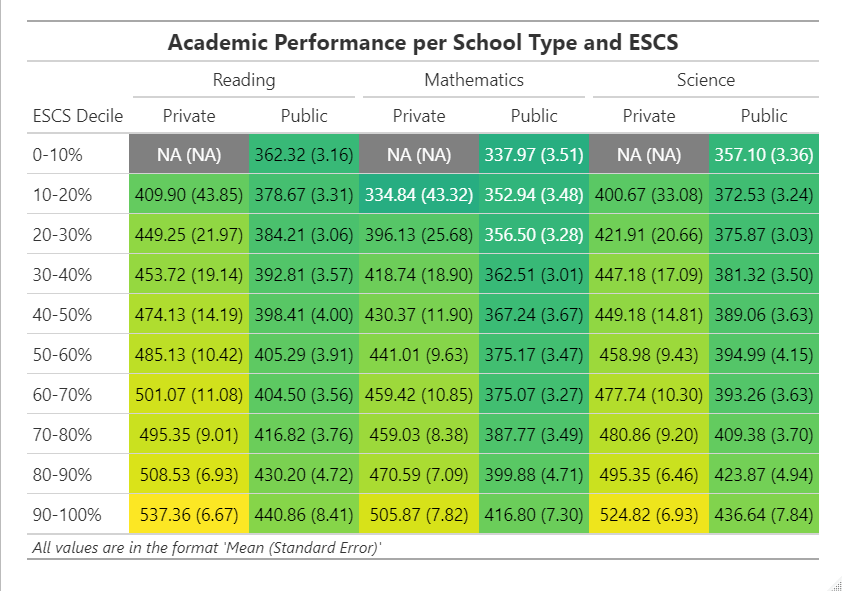 Academic Performance per School Type and ESCS
Reading Mathematics Science
ESCS Decile Private Public Private Public Private Public
0-10% NA (NA) 362.32 (3.16) NA (NA) 337.97 (3.51) NA (NA) 357.10 (3.36)
10-20% 409.90 (43.85) 378.67 (3.31) 334.84 (43.32) 352.94 (3.48) 400.67 (33.08) 372.53 (3.24)
20-30% 449.25 (21.97) 384.21 (3.06) 396.13 (25.68) 356.50 (3.28) 421.91 (20.66) 375.87 (3.03)
30-40% 453.72 (19.14) 392.81 (3.57) 418.74 (18.90) 362.51 (3.01) 447.18 (17.09) 381.32 (3.50)
40-50% 474.13 (14.19) 398.41 (4.00) 430.37 (11.90) 367.24 (3.67) 449.18 (14.81) 389.06 (3.63)
50-60% 485.13 (10.42) 405.29 (3.91) 441.01 (9.63) 375.17 (3.47) 458.98 (9.43) 394.99 (4.15)
60-70% 501.07 (11.08) 404.50 (3.56) 459.42 (10.85) 375.07 (3.27) 477.74 (10.30) 393.26 (3.63)
70-80% 495.35 (9.01) 416.82 (3.76) 459.03 (8.38) 387.77 (3.49) 480.86 (9.20) 409.38 (3.70)
80-90% 508.53 (6.93) 430.20 (4.72) 470.59 (7.09) 399.88 (4.71) 495.35 (6.46) 423.87 (4.94)
90-100% 537.36 (6.67) 440.86 (8.41) 505.87 (7.82) 416.80 (7.30) 524.82 (6.93) 436.64 (7.84)
All values are in the format 'Mean (Standard Error)'